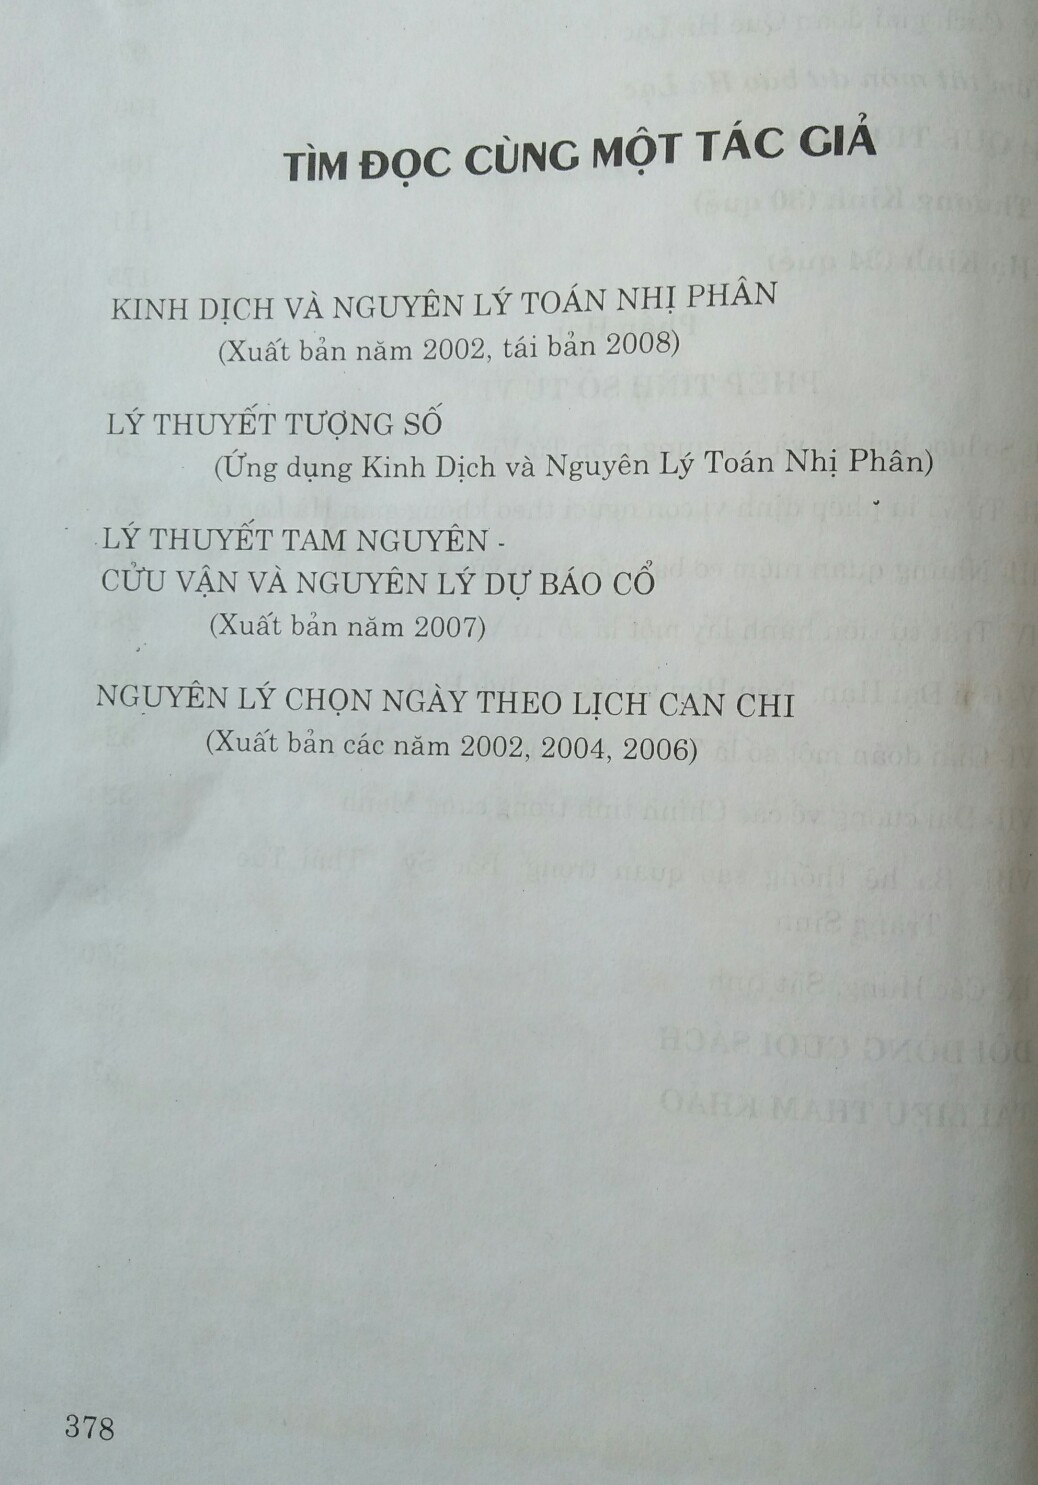 TÌM ĐỌC CÙNG MỘT TÁC GIẢ
KINH DỊCH VÀ NGUYÊN LÝ TOÁN NHỊ PHÂN
(Xuất bản năm 2002, tái bản 2008)
LÝ THUYẾT TƯỢNG SỐ
(Ứng dụng Kinh Dịch và Nguyên Lý Toán Nhị Phân)
LÝ THUYẾT TAM NGUYÊN -
CỬU VẬN VÀ NGUYÊN LÝ DỰ BÁO CỔ
(Xuất bản năm 2007)
NGUYÊN LÝ CHỌN NGÀY THEO LỊCH CAN CHI
(Xuất bản các năm 2002, 2004, 2006)
378